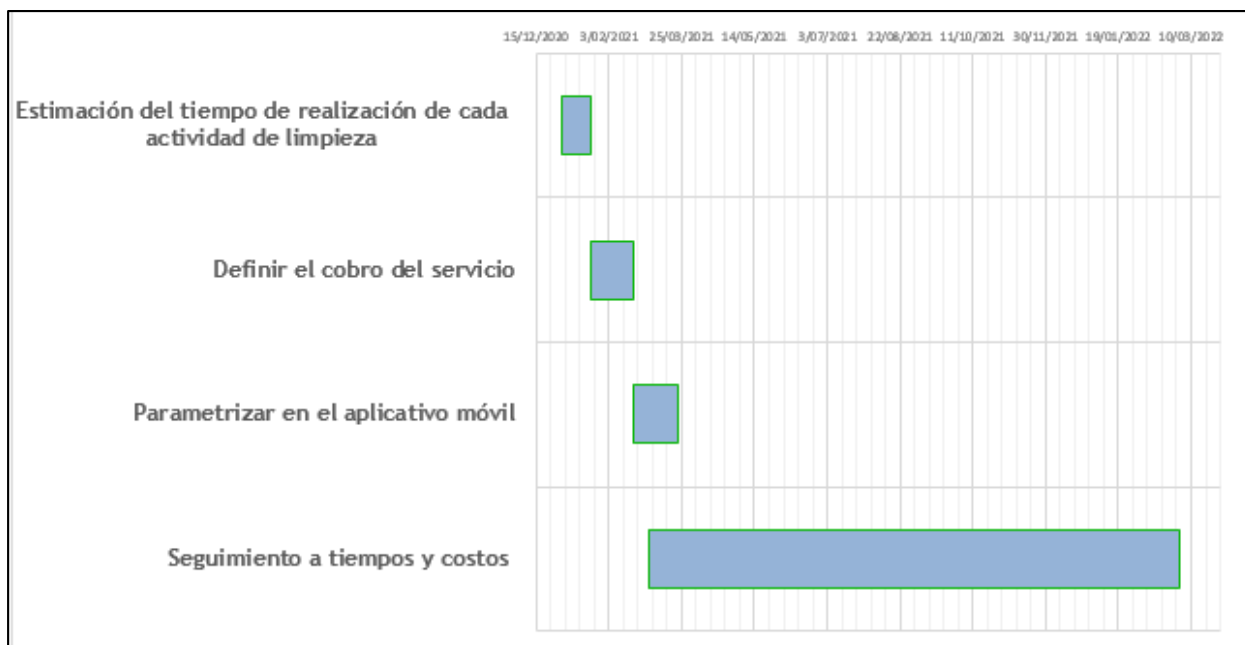 15/12/2020 3/02/2021 25/03/2021 14/05/2021 3/07/2021 22/08/2021 11/10/2021 30/11/2021 19/01/2022 10/03/2022
Estimación del tiempo de realización de cada
actividad de limpieza
Definir el cobro del servicio
Parametrizar en el aplicativo móvil
Seguimiento a tiempos y costos